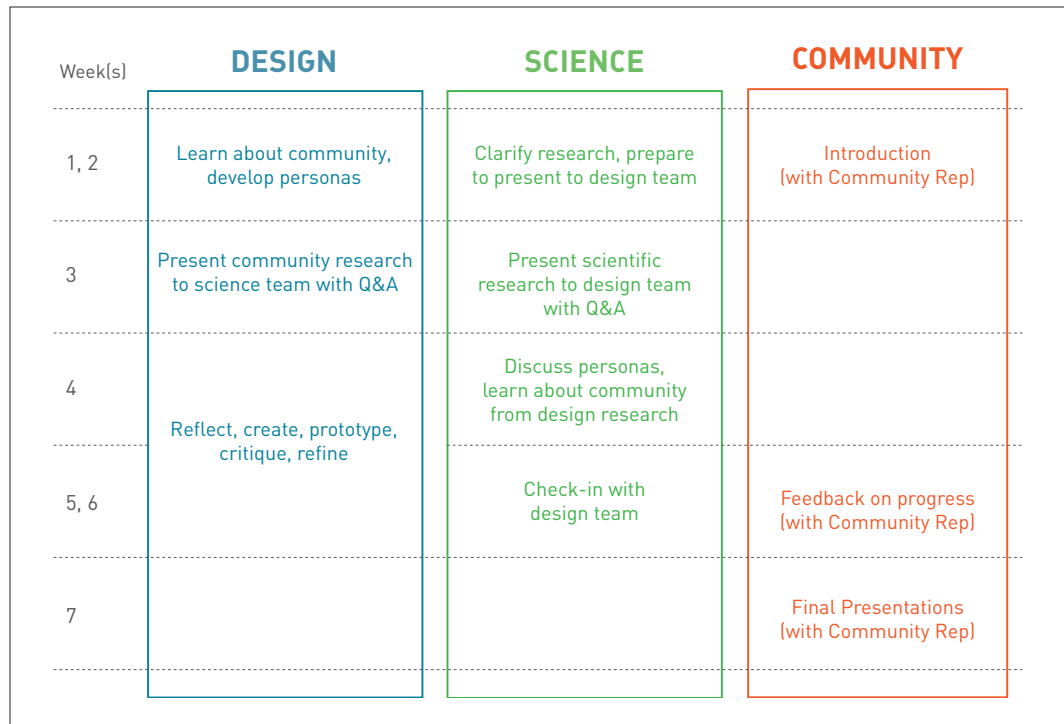 Week(s)
DESIGN
SCIENCE
COMMUNITY
1, 2
Learn about community,
develop personas
Clarify research, prepare
to present to design team
Introduction
(with Community Rep)
3
Present community research
to science team with Q&A
Present scientific
research to design team
with Q&A
4
Discuss personas,
learn about community
from design research
Reflect, create, prototype,
critique, refine
5, 6
Check-in with
design team
Feedback on progress
(with Community Rep)
7
Final Presentations
(with Community Rep)